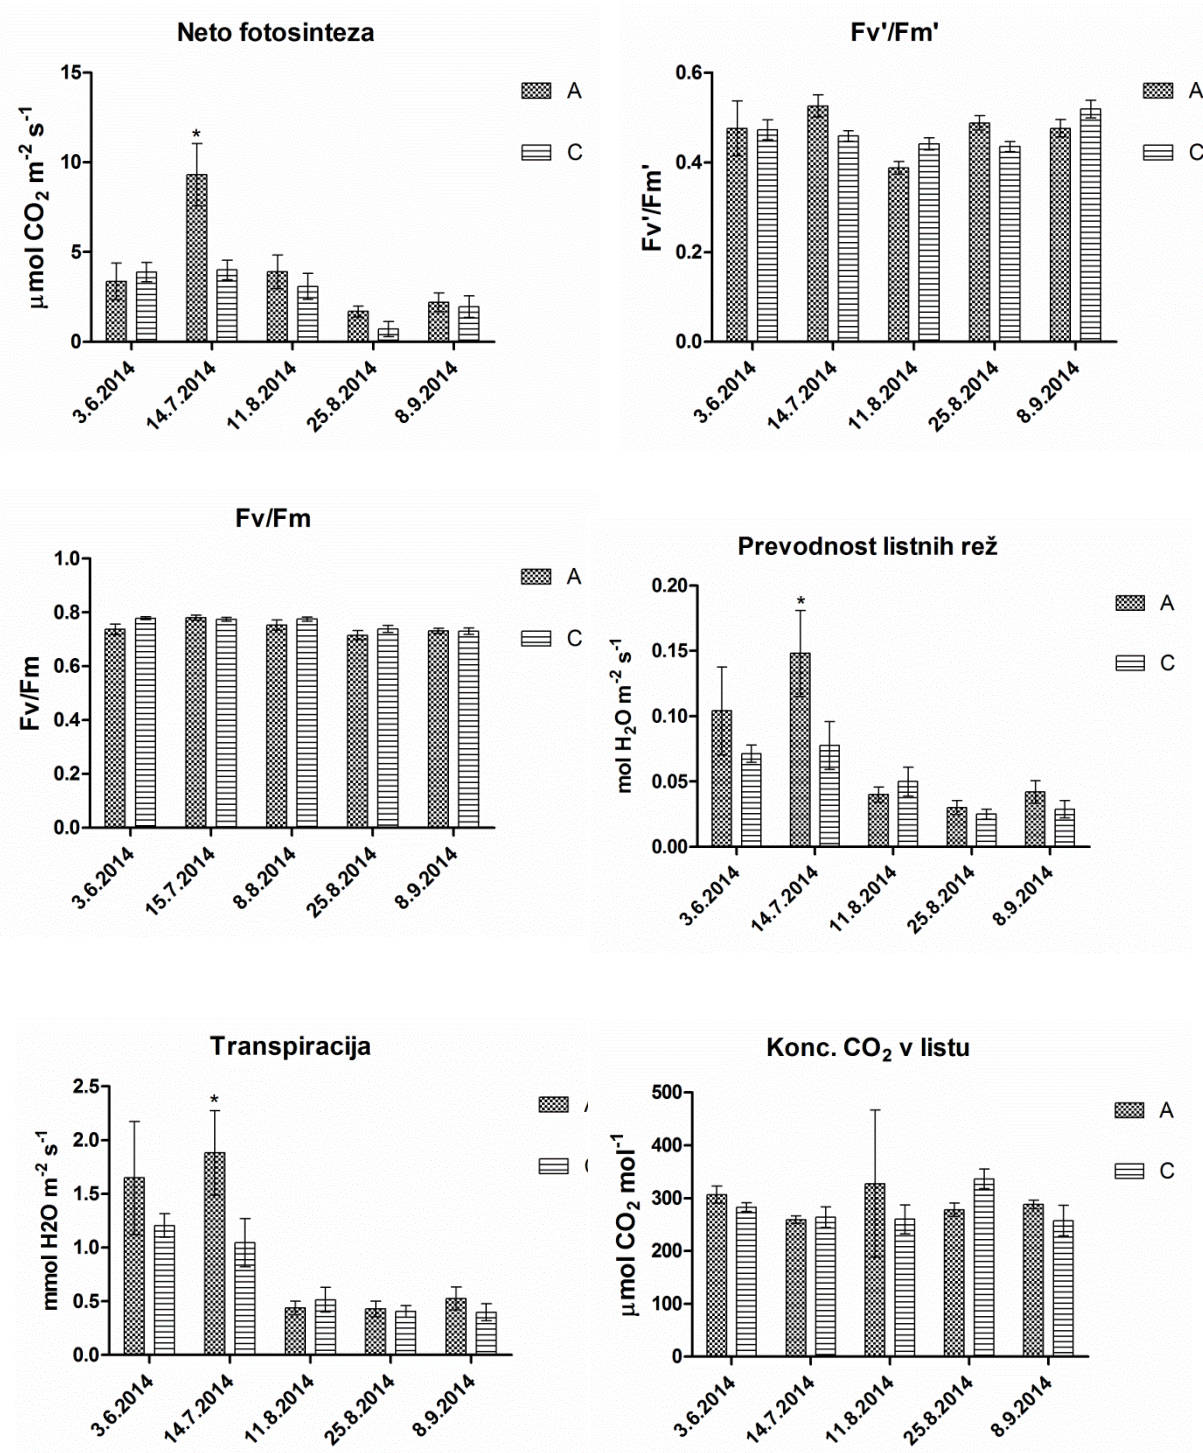 Neto fotosinteza
μmol CO₂ m⁻² s⁻¹
15
10
5
0
*
A
C
3.6.2014
14.7.2014
11.8.2014
25.8.2014
8.9.2014
Fv'/Fm'
Fv'/Fm'
0.6
0.4
0.2
0.0
A
C
3.6.2014
14.7.2014
11.8.2014
25.8.2014
8.9.2014
Fv/Fm
Fv/Fm
1.0
0.8
0.6
0.4
0.2
0.0
A
C
3.6.2014
15.7.2014
8.8.2014
25.8.2014
8.9.2014
Prevodnost listnih rež
mol H₂O m⁻² s⁻¹
0.20
0.15
0.10
0.05
0.00
*
A
C
3.6.2014
14.7.2014
11.8.2014
25.8.2014
8.9.2014
Transpiracija
mmol H2O m⁻² s⁻¹
2.5
2.0
1.5
1.0
0.5
0.0
*
3.6.2014
14.7.2014
11.8.2014
25.8.2014
8.9.2014
Konc. CO₂ v listu
μmol CO₂ mol⁻¹
500
400
300
200
100
0
A
C
3.6.2014
14.7.2014
11.8.2014
25.8.2014
8.9.2014